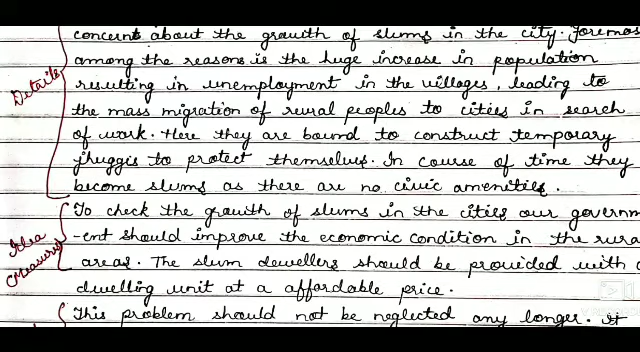 concerns about the growth of slums in the city. Foremos
among the reasons is the huge increase in population
Details
resulting in unemployment in the villages, leading to
the mass migration of rural peoples to cities in search
of work. Here they are bound to construct temporary
jhuggis to protect themselves. In course of time they
become slums as there are no civic amenities.
To check the growth of slums in the cities our governm
Idea
-ent should improve the economic condition in the rura
Measures
areas. The slum dewellers should be provided with a
dwelling unit at a affordable price.
This problem should not be neglected any longer. It